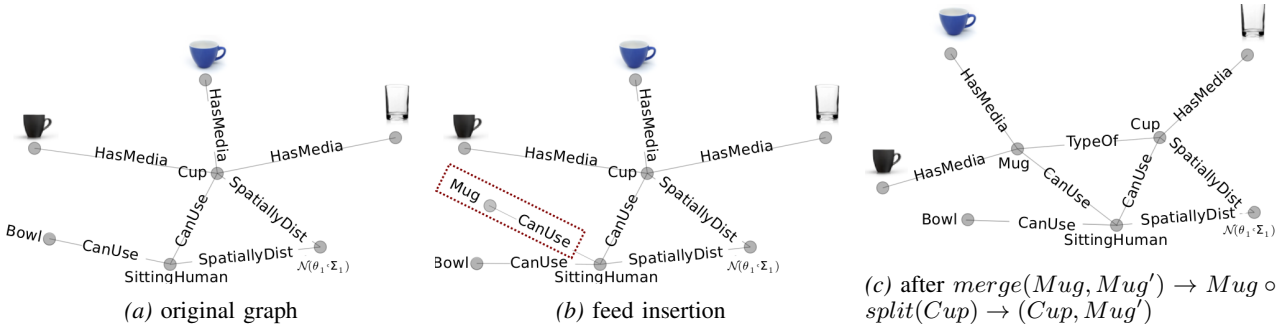 HasMedia
HasMedia
HasMedia
Cup
SpatiallyDist
CanUse
Bowl
CanUse
SpatiallyDist
SittingHuman
N(θ₁,Σ₁)
(a) original graph
HasMedia
HasMedia
HasMedia
Cup
Mug
CanUse
SpatiallyDist
CanUse
Bowl
CanUse
SpatiallyDist
SittingHuman
N(θ₁,Σ₁)
(b) feed insertion
HasMedia
HasMedia
Cup
TypeOf
HasMedia
Mug
SpatiallyDist
CanUse
CanUse
Bowl
CanUse
SpatiallyDist
SittingHuman
N(θ₁,Σ₁)
(c) after merge(Mug, Mug′) → Mug ∘
split(Cup) → (Cup, Mug′)